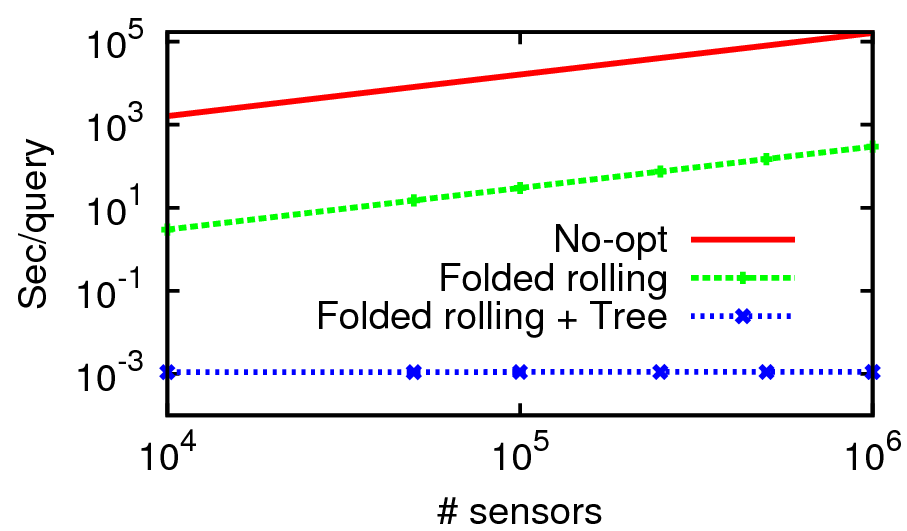 10^5
10^3
10^1
10^-1
10^-3
Sec/query
No-opt
Folded rolling
Folded rolling + Tree
10^4
10^5
10^6
# sensors